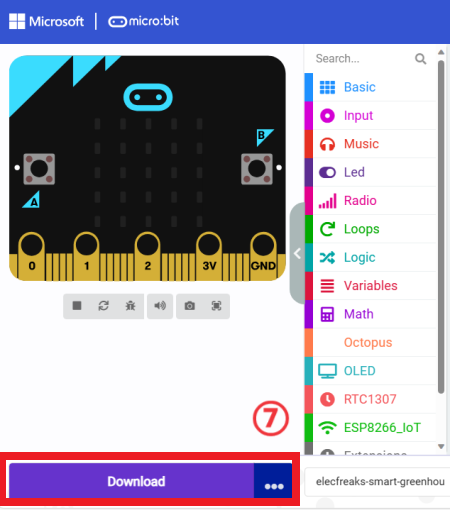 Microsoft | micro:bit
Search...
Basic
B
Input
Music
A
Led
Radio
0 1 2 3V GND
Loops
Logic
Variables
Math
Octopus
OLED
RTC1307
7
ESP8266_IoT
Extensions
Download •••
elecfreaks-smart-greenhou